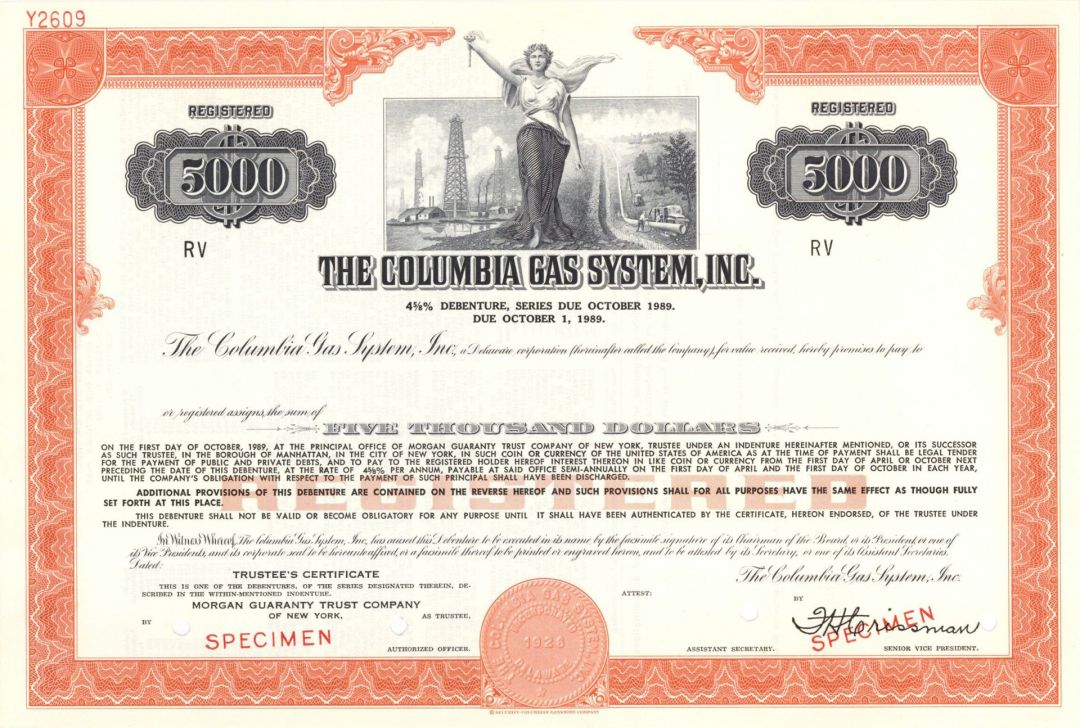 Y2609
REGISTERED
REGISTERED
5000
5000
RV
RV
THE COLUMBIA GAS SYSTEM, INC.
4⅝% DEBENTURE, SERIES DUE OCTOBER 1989.
DUE OCTOBER 1, 1989.
The Columbia Gas System, Inc., a Delaware corporation (hereinafter called the Company), for value received, hereby promises to pay to
or registered assigns, the sum of
FIVE THOUSAND DOLLARS
ON THE FIRST DAY OF OCTOBER, 1989, AT THE PRINCIPAL OFFICE OF MORGAN GUARANTY TRUST COMPANY OF NEW YORK, TRUSTEE UNDER AN INDENTURE HEREINAFTER MENTIONED, OR ITS SUCCESSOR
AS SUCH TRUSTEE, IN THE BOROUGH OF MANHATTAN, IN THE CITY OF NEW YORK, IN SUCH COIN OR CURRENCY OF THE UNITED STATES OF AMERICA AS AT THE TIME OF PAYMENT SHALL BE LEGAL TENDER
FOR THE PAYMENT OF PUBLIC AND PRIVATE DEBTS, AND TO PAY TO THE REGISTERED HOLDER HEREOF INTEREST THEREON IN LIKE COIN OR CURRENCY FROM THE FIRST DAY OF APRIL OR OCTOBER NEXT
PRECEDING THE DATE OF THIS DEBENTURE, AT THE RATE OF 4⅝% PER ANNUM, PAYABLE AT SAID OFFICE SEMI-ANNUALLY ON THE FIRST DAY OF APRIL AND THE FIRST DAY OF OCTOBER IN EACH YEAR,
UNTIL THE COMPANY'S OBLIGATION WITH RESPECT TO THE PAYMENT OF SUCH PRINCIPAL SHALL HAVE BEEN DISCHARGED.
REGISTERED
ADDITIONAL PROVISIONS OF THIS DEBENTURE ARE CONTAINED ON THE REVERSE HEREOF AND SUCH PROVISIONS SHALL FOR ALL PURPOSES HAVE THE SAME EFFECT AS THOUGH FULLY
SET FORTH AT THIS PLACE.
THIS DEBENTURE SHALL NOT BE VALID OR BECOME OBLIGATORY FOR ANY PURPOSE UNTIL IT SHALL HAVE BEEN AUTHENTICATED BY THE CERTIFICATE, HEREON ENDORSED, OF THE TRUSTEE UNDER
THE INDENTURE.
In Witness Whereof, The Columbia Gas System, Inc. has caused this Debenture to be executed in its name by the facsimile signature of its Chairman of the Board, or its President, or one of
its Vice Presidents, and its corporate seal to be hereunto affixed, or a facsimile thereof to be printed or engraved hereon, and to be attested by its Secretary, or one of its Assistant Secretaries.
Dated:
TRUSTEE'S CERTIFICATE
THIS IS ONE OF THE DEBENTURES, OF THE SERIES DESIGNATED THEREIN, DE-
SCRIBED IN THE WITHIN-MENTIONED INDENTURE.
MORGAN GUARANTY TRUST COMPANY
OF NEW YORK, AS TRUSTEE,
BY
SPECIMEN
AUTHORIZED OFFICER.
1926
DELAWARE
ATTEST:
ASSISTANT SECRETARY.
The Columbia Gas System, Inc.
BY
SPECIMEN
SENIOR VICE PRESIDENT.
© SECURITY-COLUMBIAN BANKNOTE COMPANY